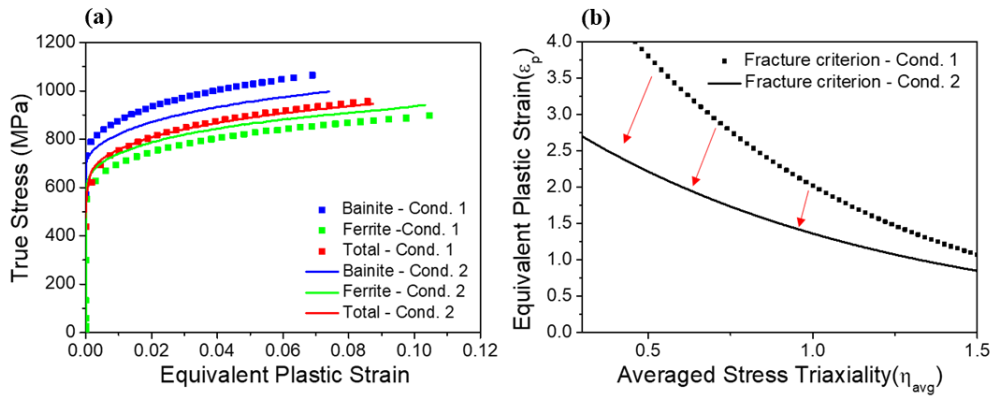 (a)
1200
1000
800
600
400
200
0
True Stress (MPa)
Bainite - Cond. 1
Ferrite -Cond. 1
Total - Cond. 1
Bainite - Cond. 2
Ferrite - Cond. 2
Total - Cond. 2
0.00 0.02 0.04 0.06 0.08 0.10 0.12
Equivalent Plastic Strain
(b)
4.0
3.5
3.0
2.5
2.0
1.5
1.0
0.5
0.0
Equivalent Plastic Strain(εp)
Fracture criterion - Cond. 1
Fracture criterion - Cond. 2
0.5 1.0 1.5
Averaged Stress Triaxiality(ηavg)